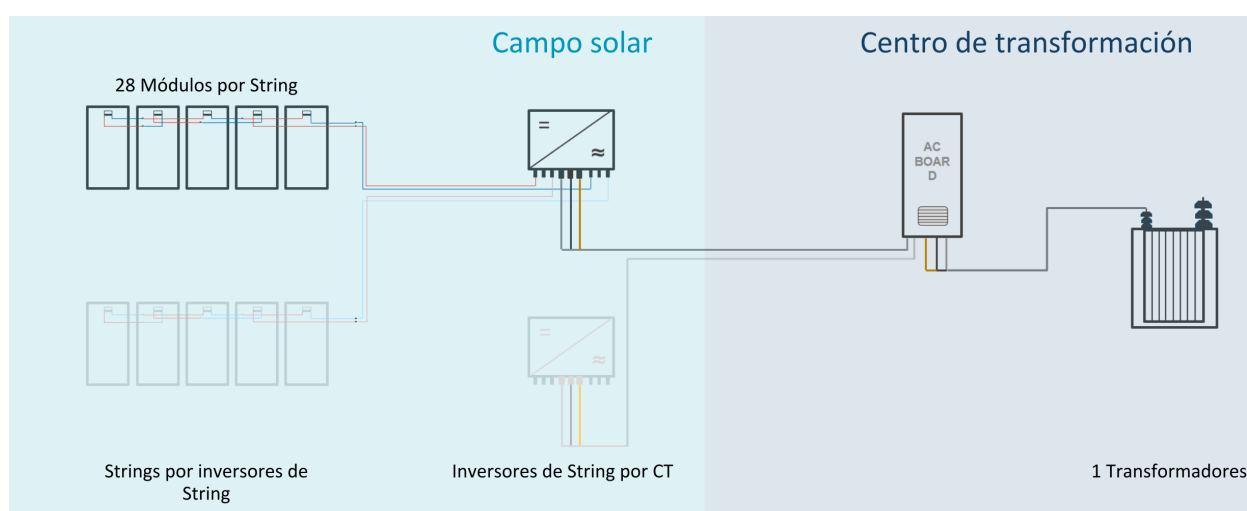 Campo solar
Centro de transformación
28 Módulos por String
AC
BOAR
D
Strings por inversores de
String
Inversores de String por CT
1 Transformadores